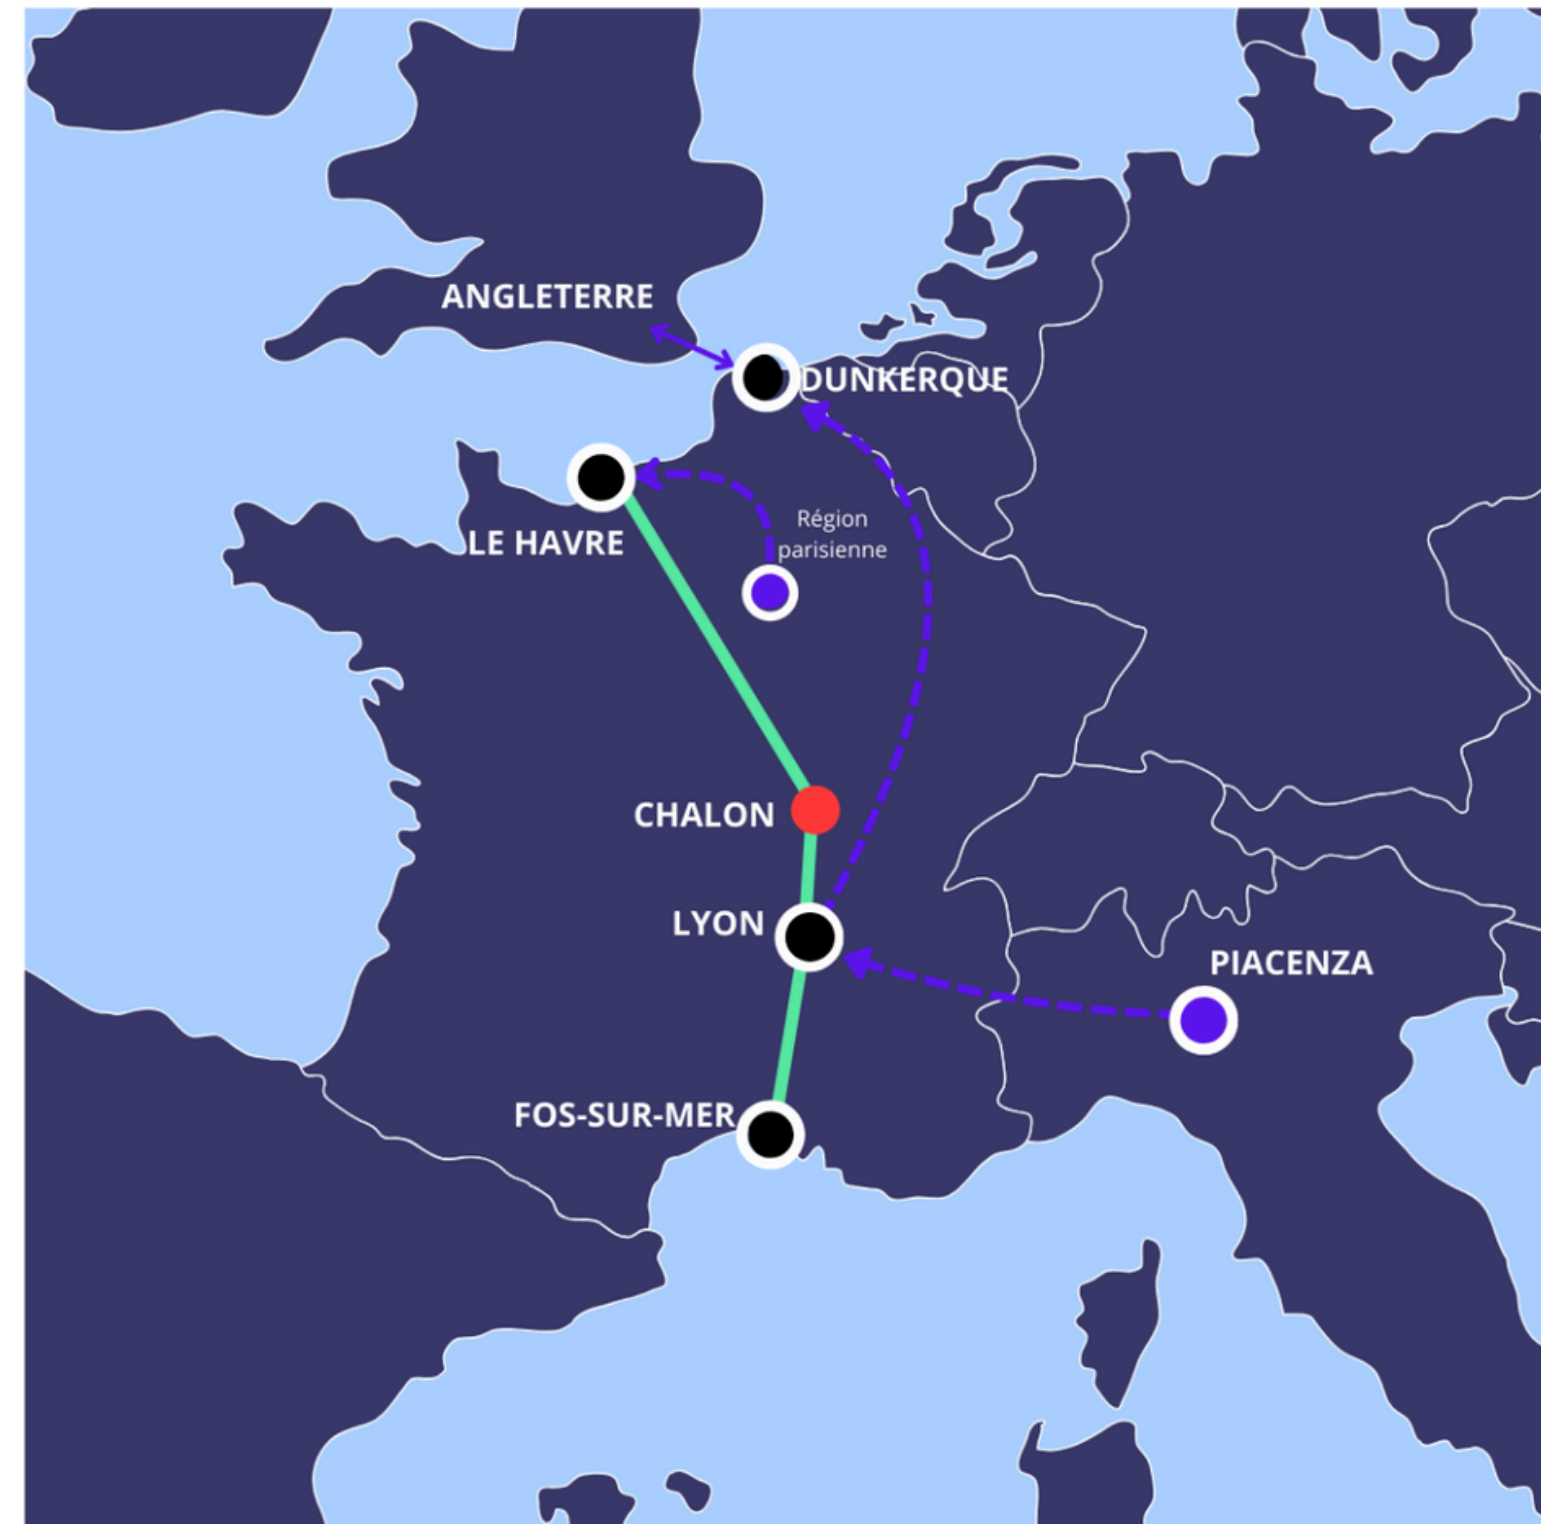 ANGLETERRE
DUNKERQUE
LE HAVRE
Région
parisienne
CHALON
LYON
PIACENZA
FOS-SUR-MER